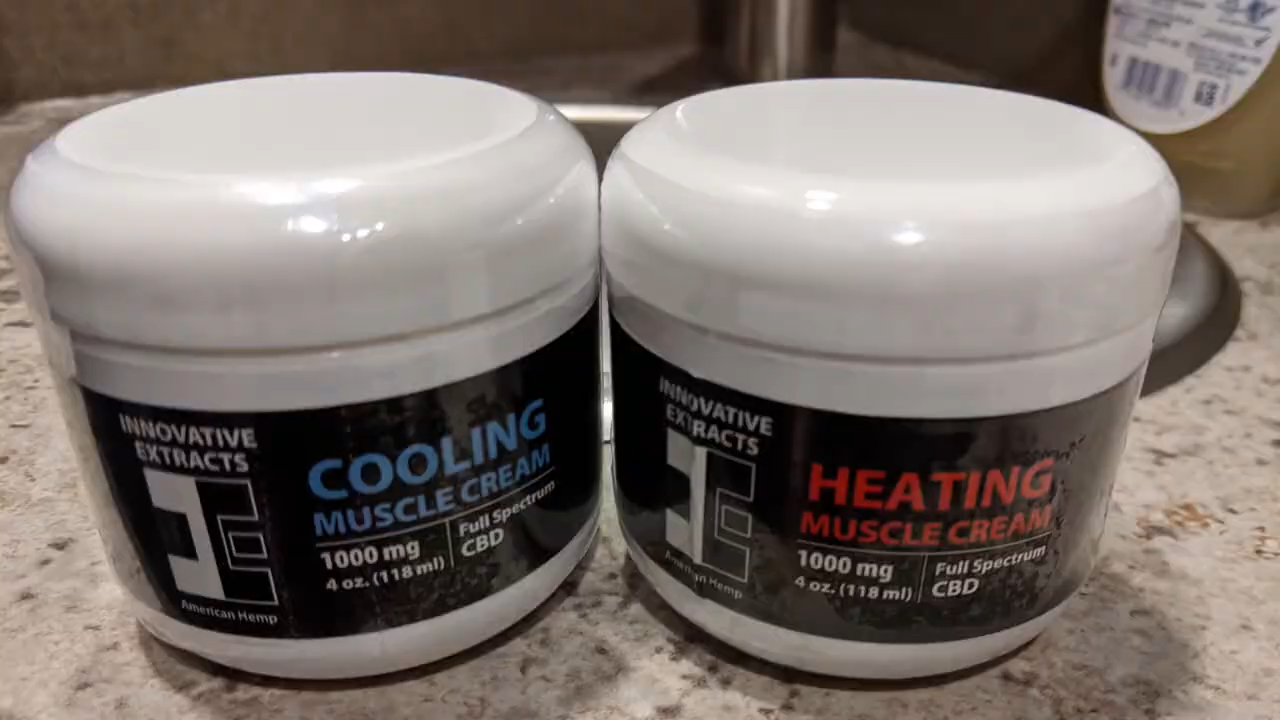 INNOVATIVE
EXTRACTS
American Hemp
COOLING
MUSCLE CREAM
1000 mg
4 oz. (118 ml)
Full Spectrum
CBD
INNOVATIVE
EXTRACTS
American Hemp
HEATING
MUSCLE CREAM
1000 mg
4 oz. (118 ml)
Full Spectrum
CBD